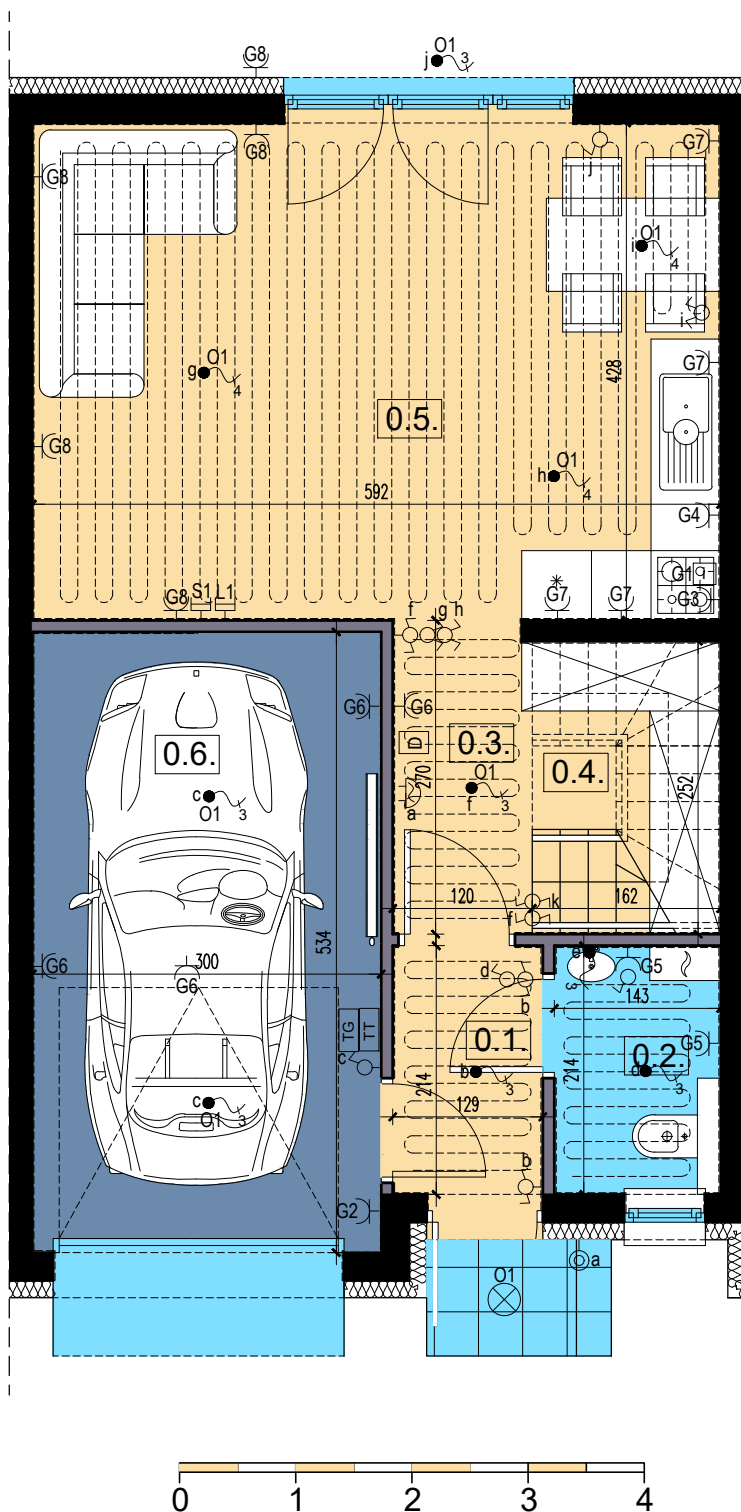 O1
G8 j 3
G8 j G7
G8
O1
i 4
i
O1
g 4
G7
428
0.5.
G8
O1
h 4
592
G4
G1
G8 S1 L1
G7 G7 G3
f g h
G6 G6
0.6.
D
0.3.
0.4.
270
O1
f 3
252
c
O1 3
a
120
k
162
f
534
G6
300
G6
d
e
3
G5
143
b
TG TT
c
0.1.
0.2.
G5
b 3
d 3
214
214
129
c
O1 3
b
G2
a
O1
0 1 2 3 4